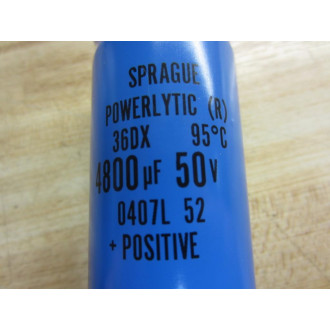 SPRAGUE
POWERLYTIC (R)
36DX 95°C
4800µF 50V
0407L 52
+ POSITIVE